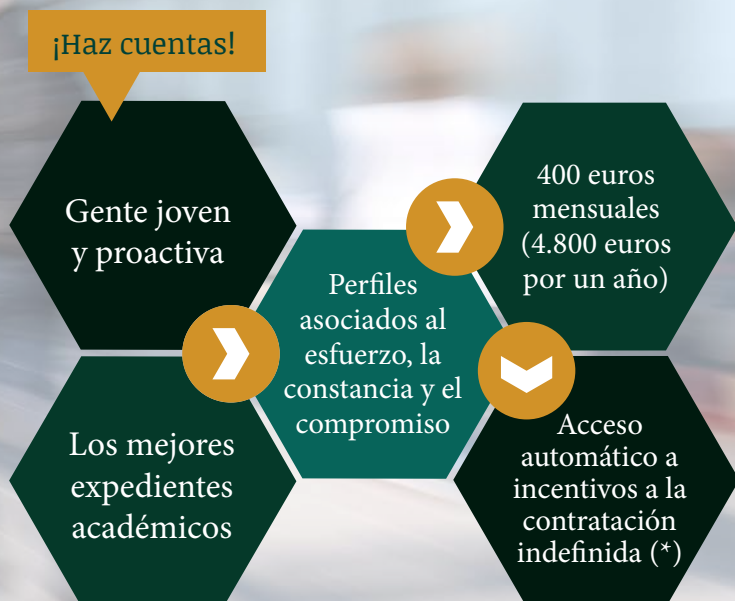 ¡Haz cuentas!
Gente joven
y proactiva
Los mejores
expedientes
académicos
Perfiles
asociados al
esfuerzo, la
constancia y el
compromiso
400 euros
mensuales
(4.800 euros
por un año)
Acceso
automático a
incentivos a la
contratación
indefinida (*)